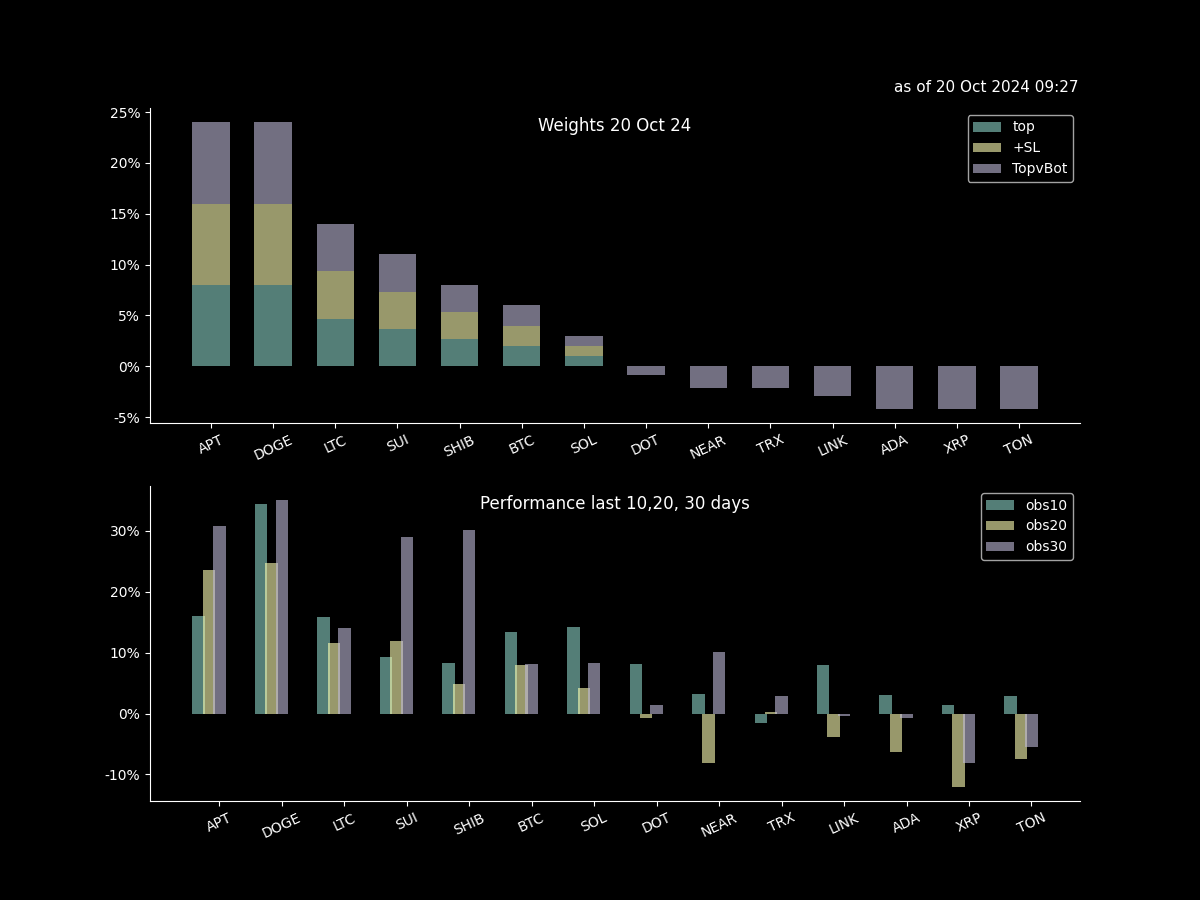 as of 20 Oct 2024 09:27
Weights 20 Oct 24
25%
20%
15%
10%
5%
0%
-5%
top
+SL
TopvBot
APT DOGE LTC SUI SHIB BTC SOL DOT NEAR TRX LINK ADA XRP TON
Performance last 10,20, 30 days
30%
20%
10%
0%
-10%
obs10
obs20
obs30
APT DOGE LTC SUI SHIB BTC SOL DOT NEAR TRX LINK ADA XRP TON